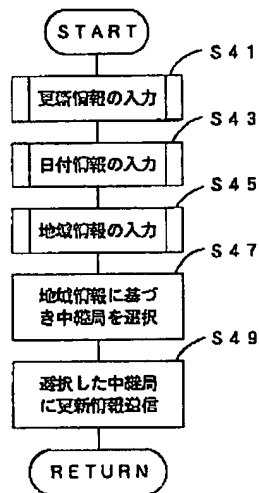 START
S41
更新情報の入力
S43
日付情報の入力
S45
地域情報の入力
S47
地域情報に基づ
き中継局を選択
S49
選択した中継局
に更新情報送信
RETURN